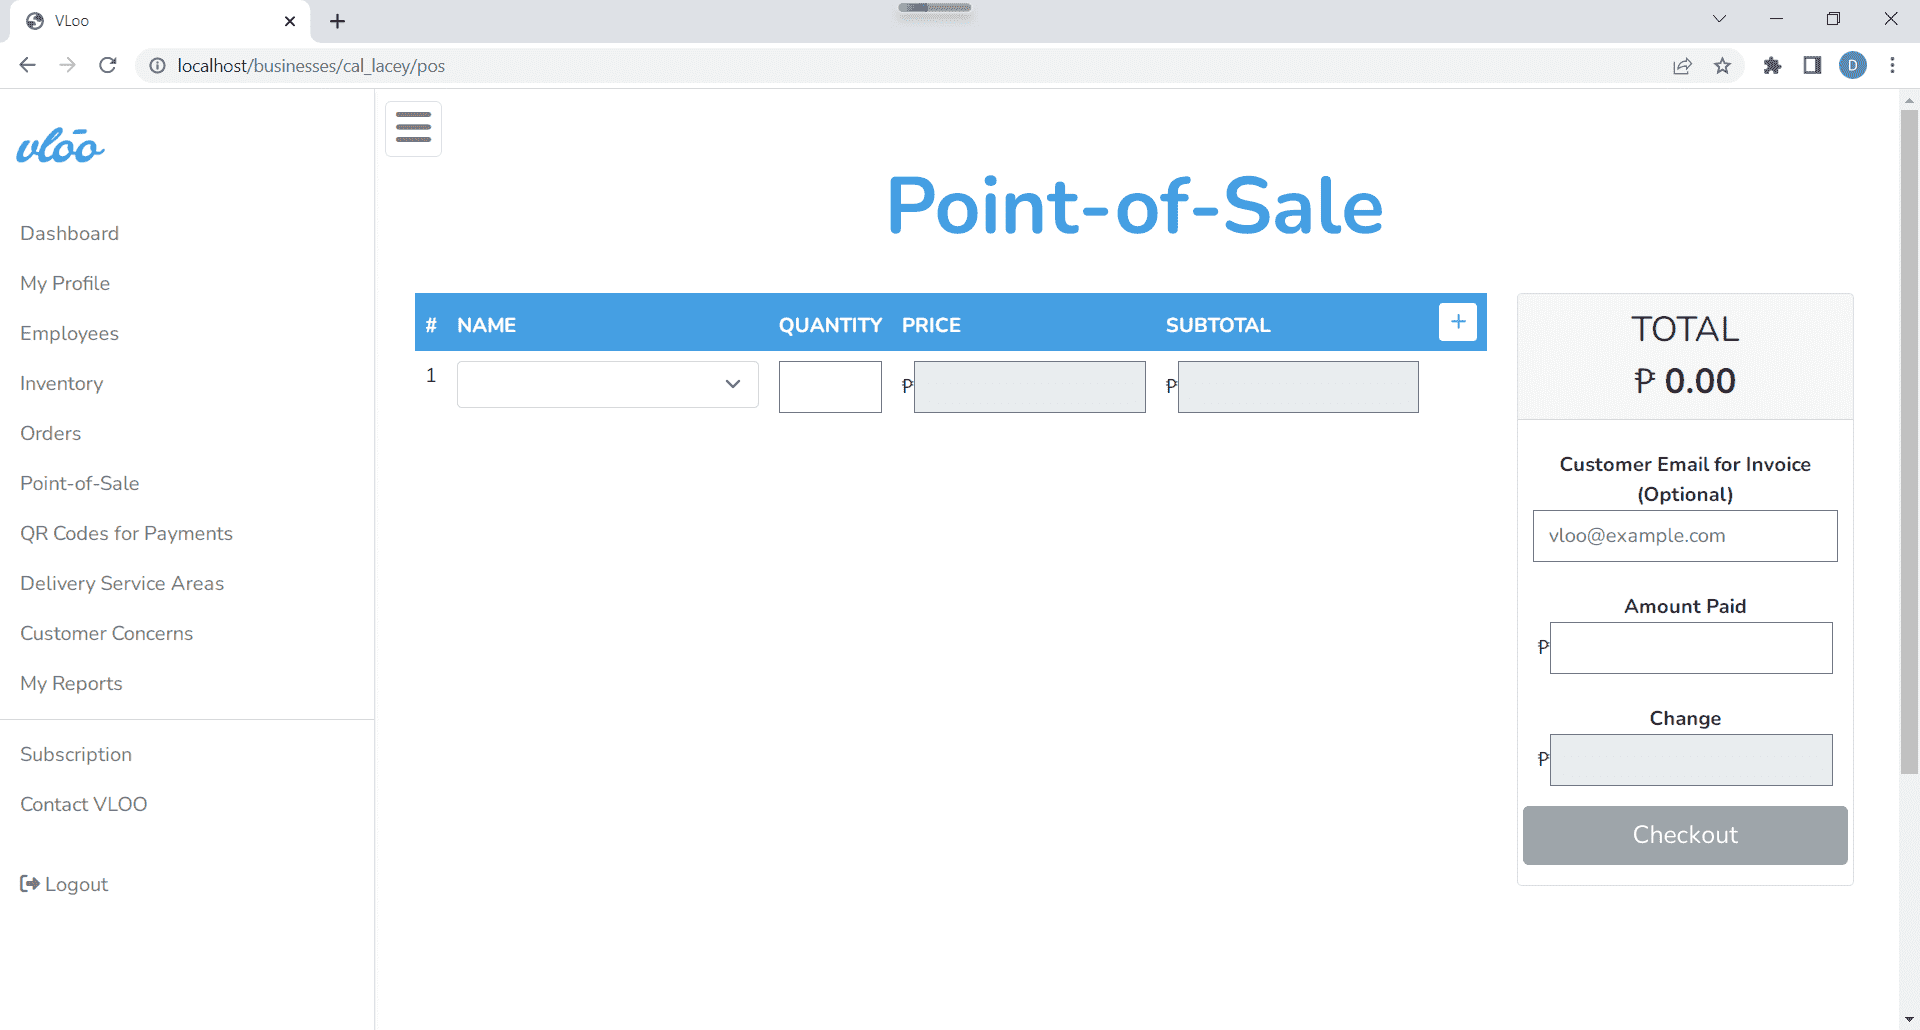 VLoo
localhost/businesses/cal_lacey/pos
D
vloo
Dashboard
My Profile
Employees
Inventory
Orders
Point-of-Sale
QR Codes for Payments
Delivery Service Areas
Customer Concerns
My Reports
Subscription
Contact VLOO
Logout
Point-of-Sale
# NAME QUANTITY PRICE SUBTOTAL +
1 ₱ ₱
TOTAL
₱ 0.00
Customer Email for Invoice
(Optional)
vloo@example.com
Amount Paid
₱
Change
₱
Checkout